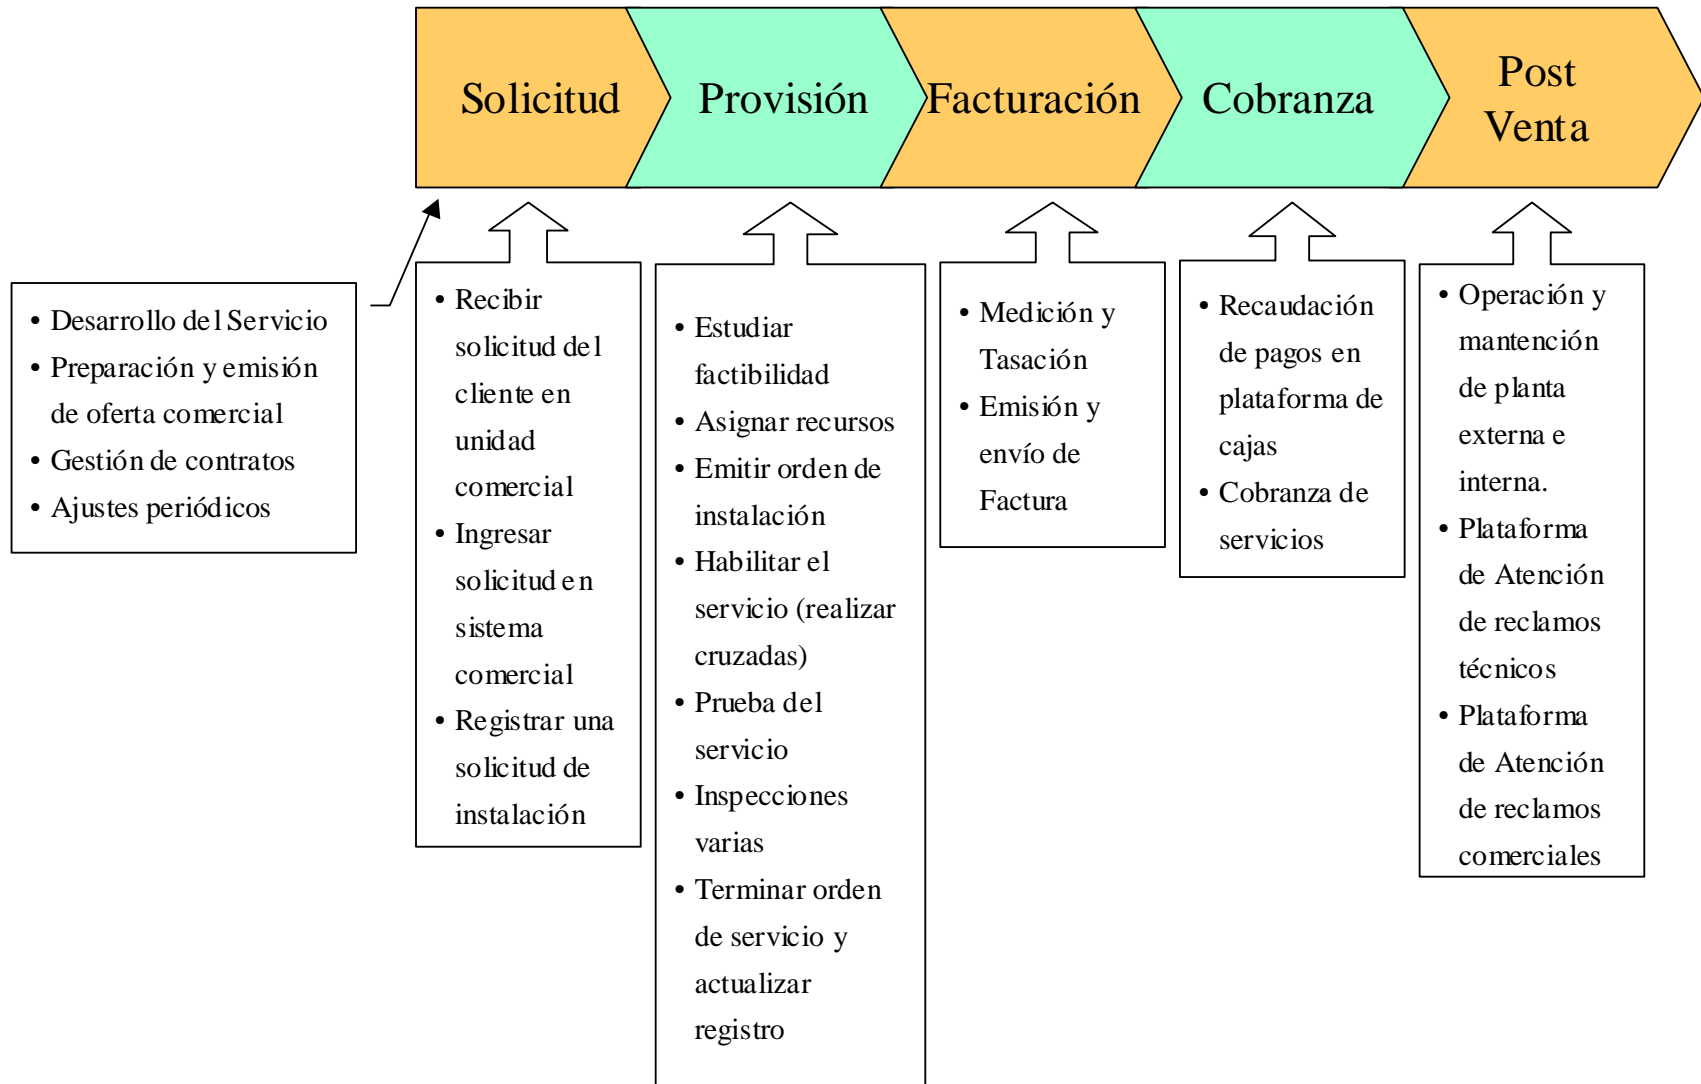 Solicitud
Provisión
Facturación
Cobranza
Post
Venta
• Desarrollo del Servicio
• Preparación y emisión
de oferta comercial
• Gestión de contratos
• Ajustes periódicos
• Recibir
solicitud del
cliente en
unidad
comercial
• Ingresar
solicitud en
sistema
comercial
• Registrar una
solicitud de
instalación
• Estudiar
factibilidad
• Asignar recursos
• Emitir orden de
instalación
• Habilitar el
servicio (realizar
cruzadas)
• Prueba del
servicio
• Inspecciones
varias
• Terminar orden
de servicio y
actualizar
registro
• Medición y
Tasación
• Emisión y
envío de
Factura
• Recaudación
de pagos en
plataforma de
cajas
• Cobranza de
servicios
• Operación y
mantención
de planta
externa e
interna.
• Plataforma
de Atención
de reclamos
técnicos
• Plataforma
de Atención
de reclamos
comerciales